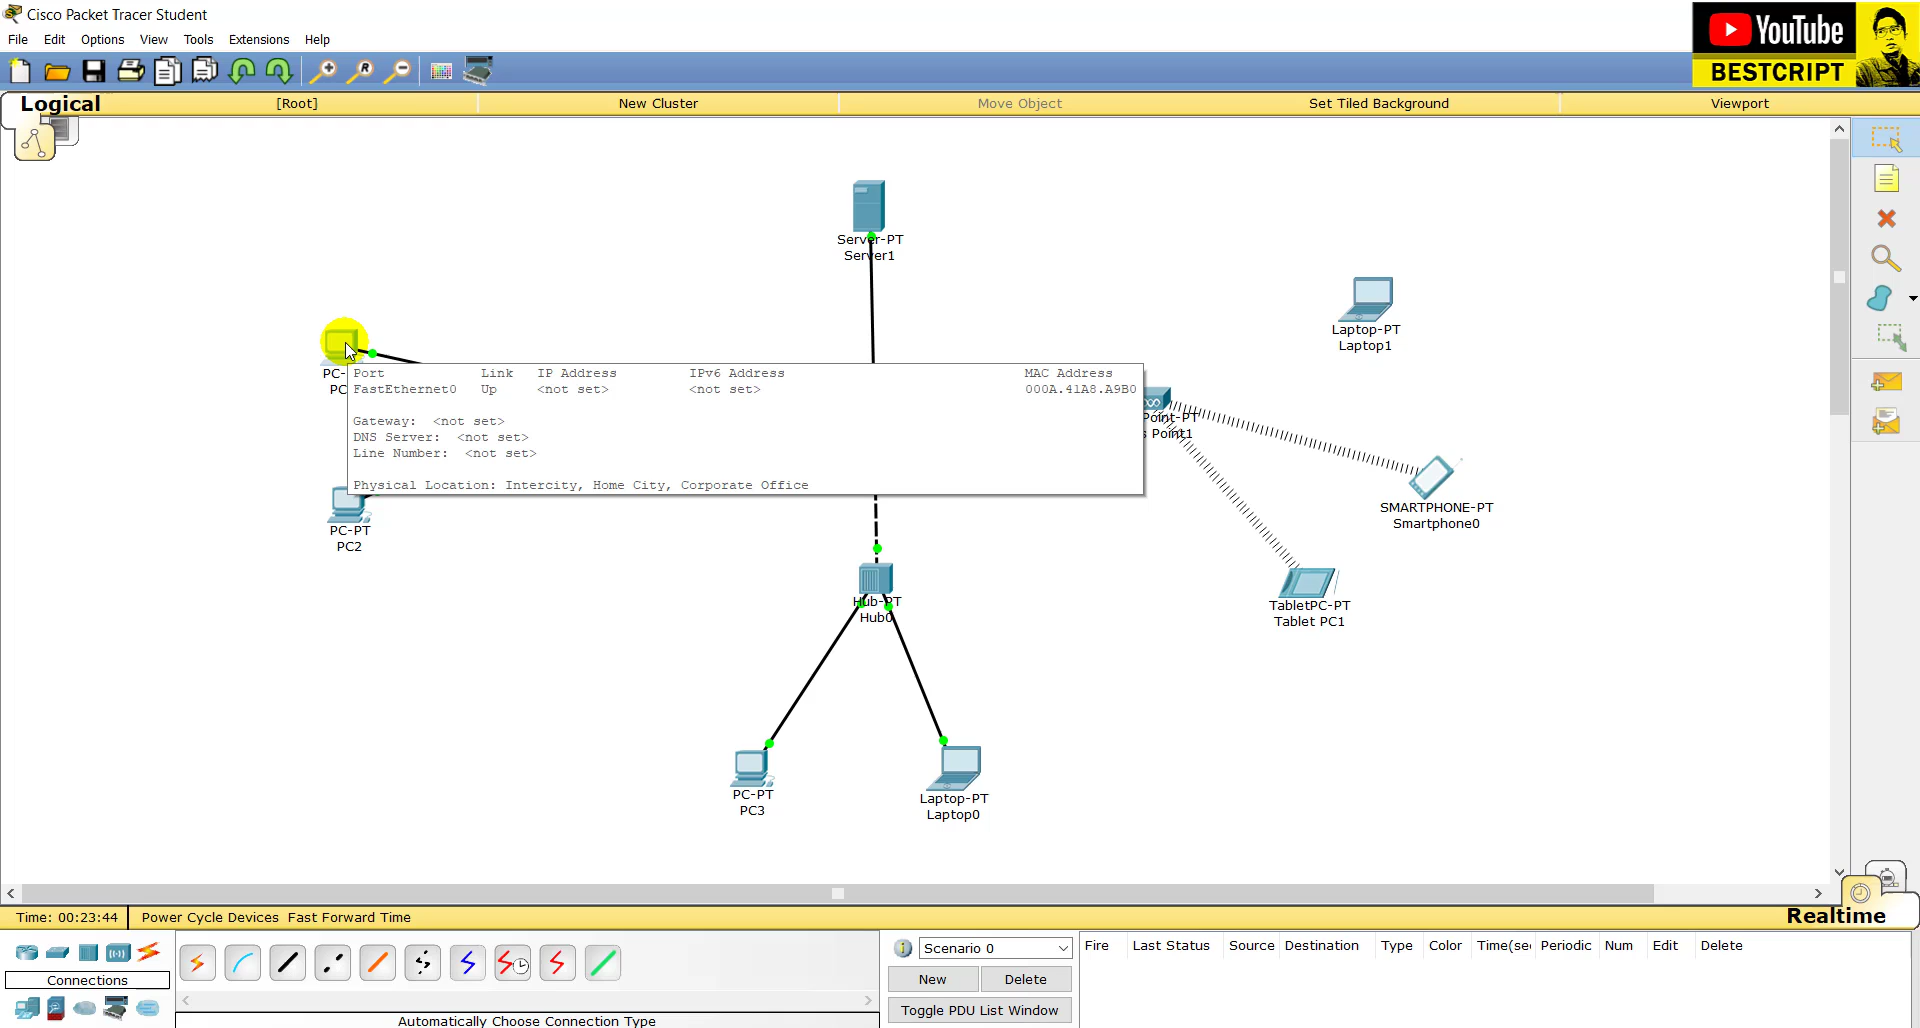 Cisco Packet Tracer Student
File Edit Options View Tools Extensions Help
YouTube
BESTCRIPT
Logical [Root] New Cluster Move Object Set Tiled Background Viewport
Server-PT
Server1
Laptop-PT
Laptop1
PC-
PC
Port Link IP Address IPv6 Address MAC Address
FastEthernet0 Up <not set> <not set> 000A.41A8.A9B0
Gateway: <not set>
DNS Server: <not set>
Line Number: <not set>
Physical Location: Intercity, Home City, Corporate Office
Point-PT
s Point1
PC-PT
PC2
SMARTPHONE-PT
Smartphone0
Hub-PT
Hub0
TabletPC-PT
Tablet PC1
PC-PT
PC3
Laptop-PT
Laptop0
Time: 00:23:44 Power Cycle Devices Fast Forward Time
Realtime
Connections
Automatically Choose Connection Type
Scenario 0
New Delete
Toggle PDU List Window
Fire Last Status Source Destination Type Color Time(se Periodic Num Edit Delete